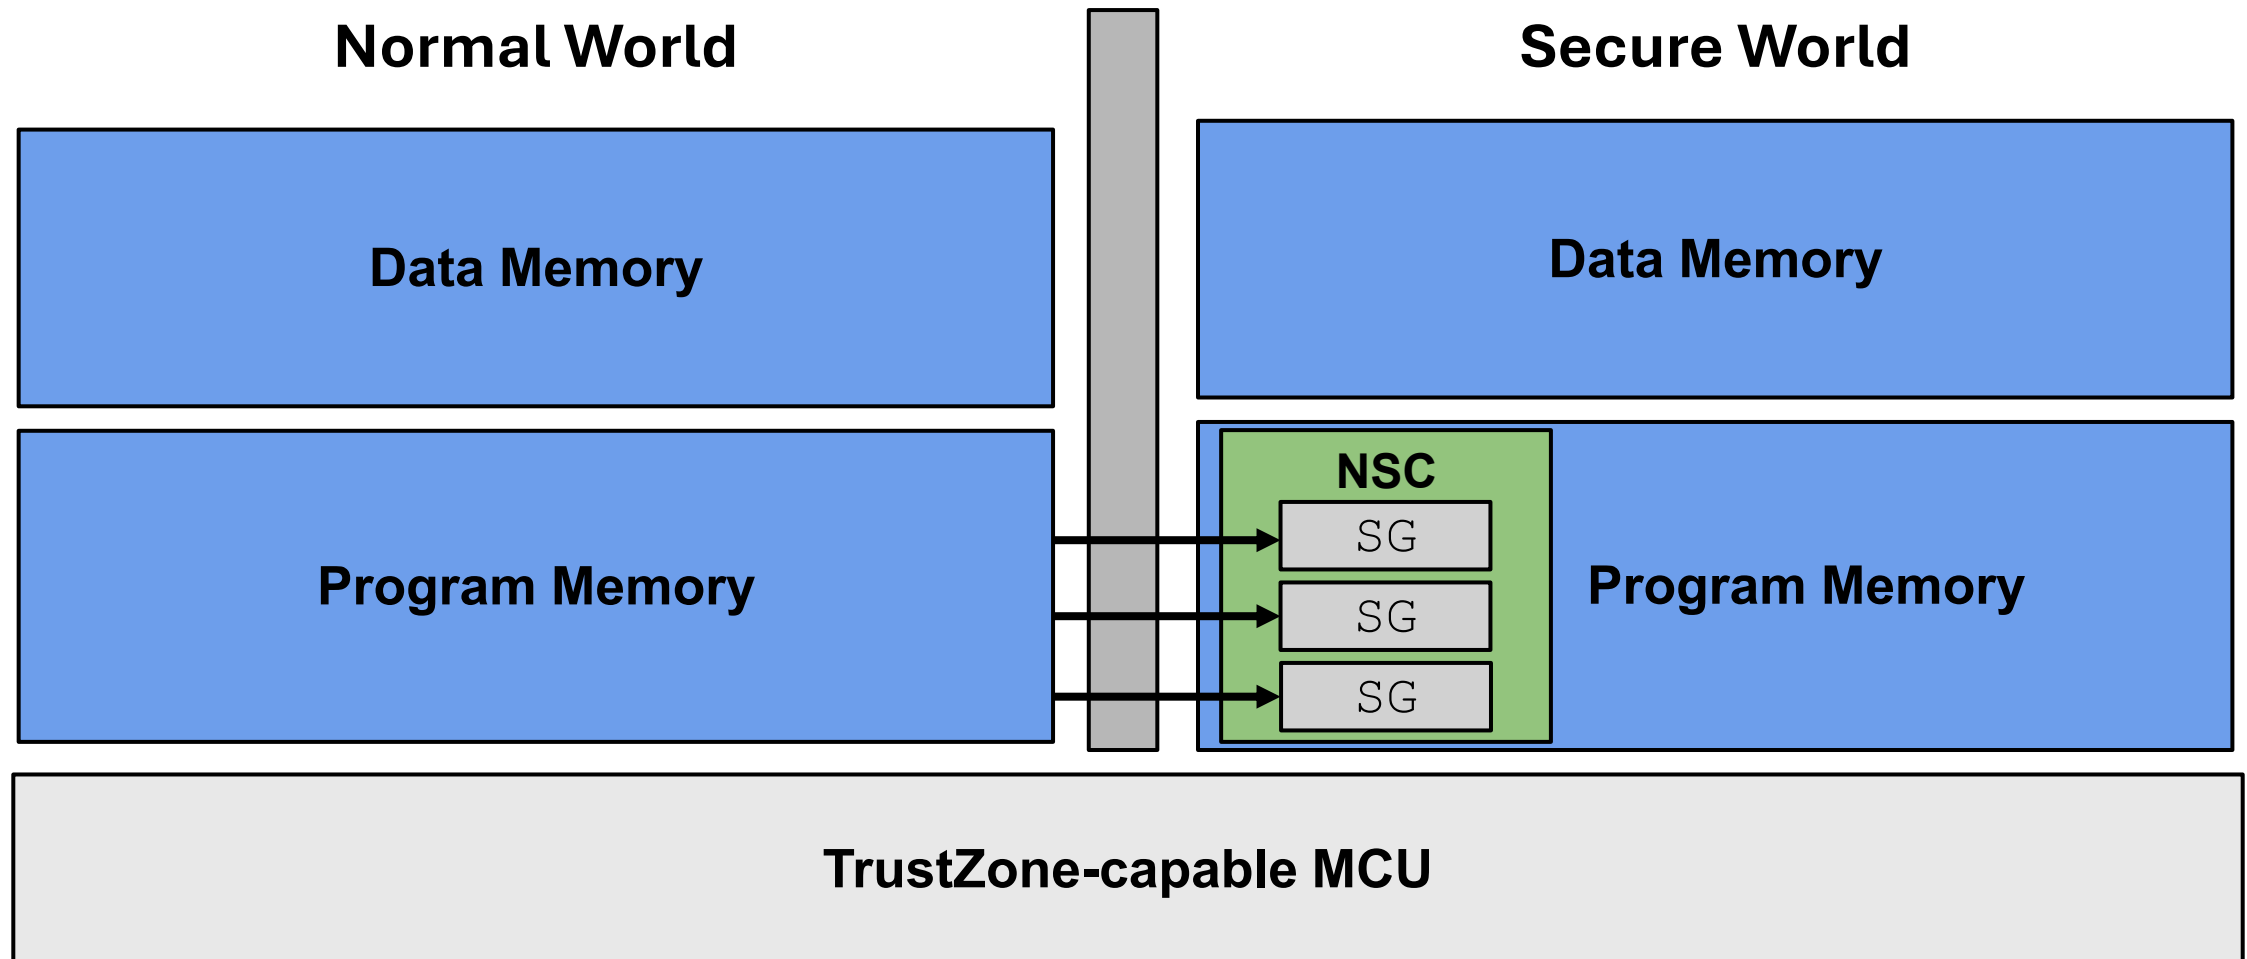 Normal World
Secure World
Data Memory
Data Memory
Program Memory
NSC
SG
SG
SG
Program Memory
TrustZone-capable MCU